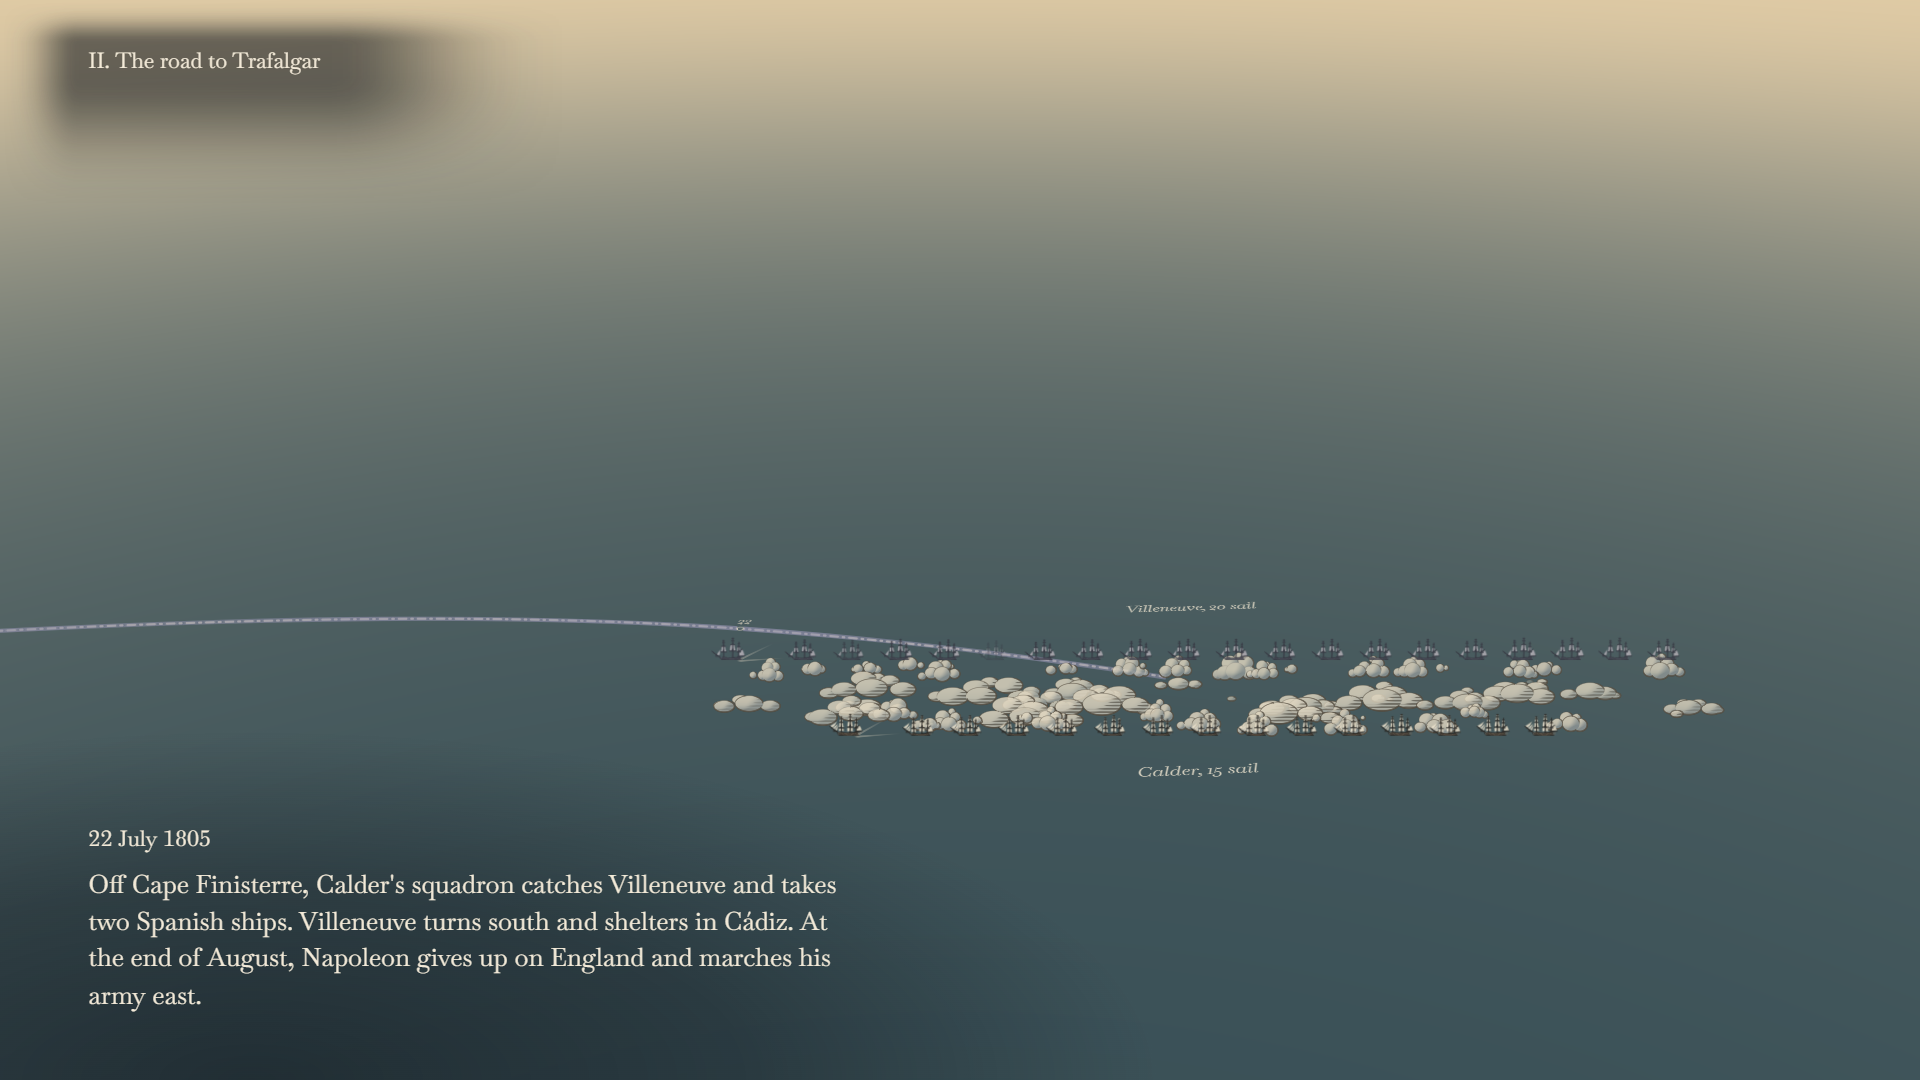 II. The road to Trafalgar
22
Villeneuve, 20 sail
Calder, 15 sail
22 July 1805
Off Cape Finisterre, Calder's squadron catches Villeneuve and takes
two Spanish ships. Villeneuve turns south and shelters in Cádiz. At
the end of August, Napoleon gives up on England and marches his
army east.